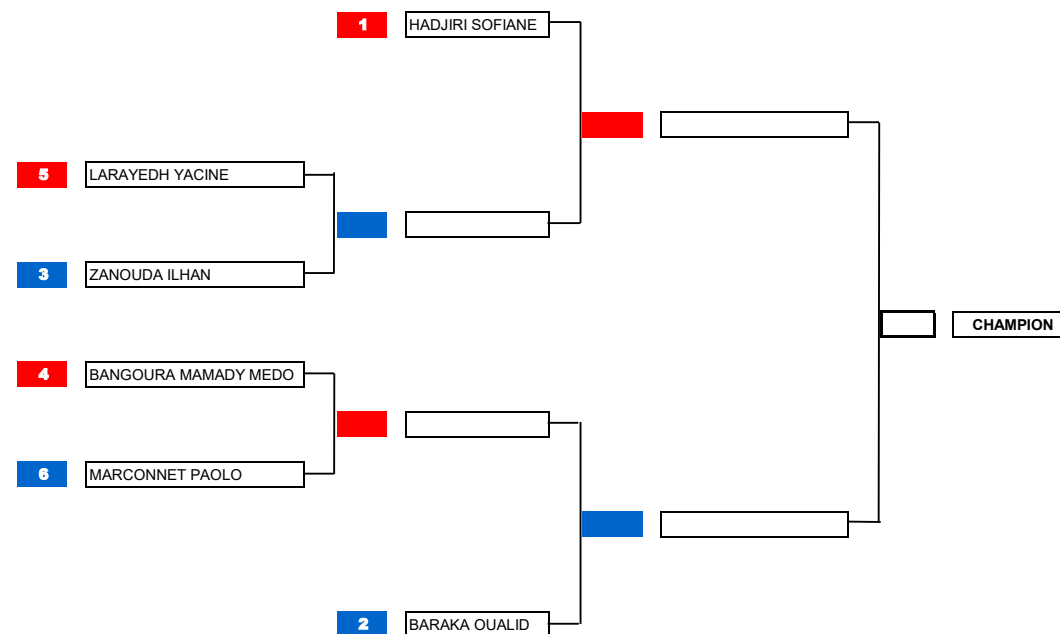 1 HADJIRI SOFIANE
5 LARAYEDH YACINE
3 ZANOUDA ILHAN
CHAMPION
4 BANGOURA MAMADY MEDO
6 MARCONNET PAOLO
2 BARAKA OUALID